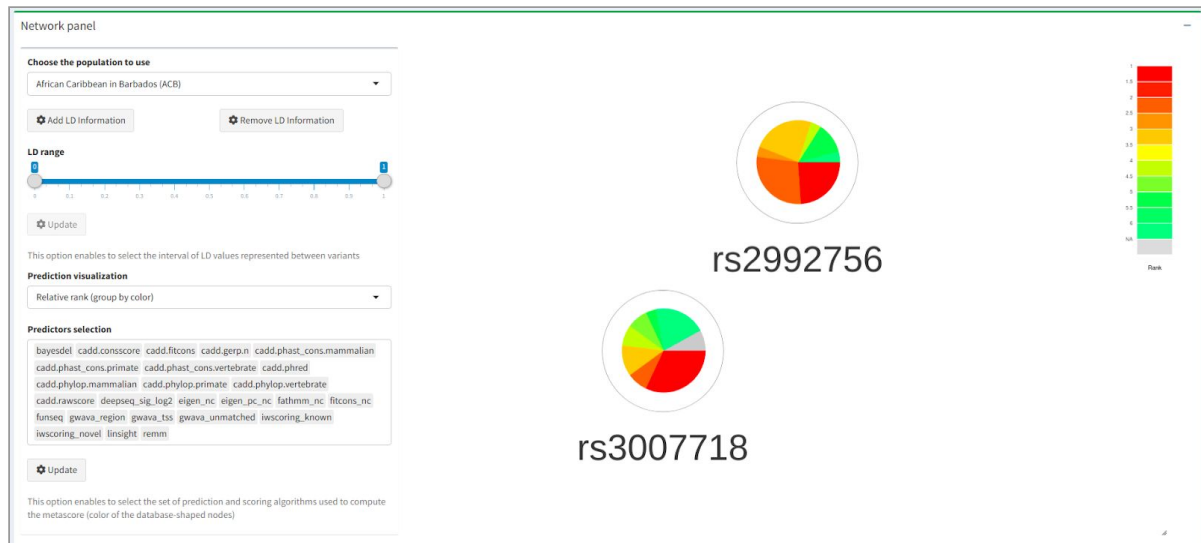 Network panel
Choose the population to use
African Caribbean in Barbados (ACB)
Add LD Information
Remove LD Information
LD range
0
1
0 0.1 0.2 0.3 0.4 0.5 0.6 0.7 0.8 0.9 1
Update
This option enables to select the interval of LD values represented between variants
Prediction visualization
Relative rank (group by color)
Predictors selection
bayesdel cadd.consscore cadd.fitcons cadd.gerp.n cadd.phast_cons.mammalian
cadd.phast_cons.primate cadd.phast_cons.vertebrate cadd.phred
cadd.phylop.mammalian cadd.phylop.primate cadd.phylop.vertebrate
cadd.rawscore deepseq_sig_log2 eigen_nc eigen_pc_nc fathmm_nc fitcons_nc
funseq gwava_region gwava_tss gwava_unmatched iwscoring_known
iwscoring_novel linsight remm
Update
This option enables to select the set of prediction and scoring algorithms used to compute
the metascore (color of the database-shaped nodes)
rs2992756
rs3007718
1
1.5
2
2.5
3
3.5
4
4.5
5
5.5
6
NA
Rank